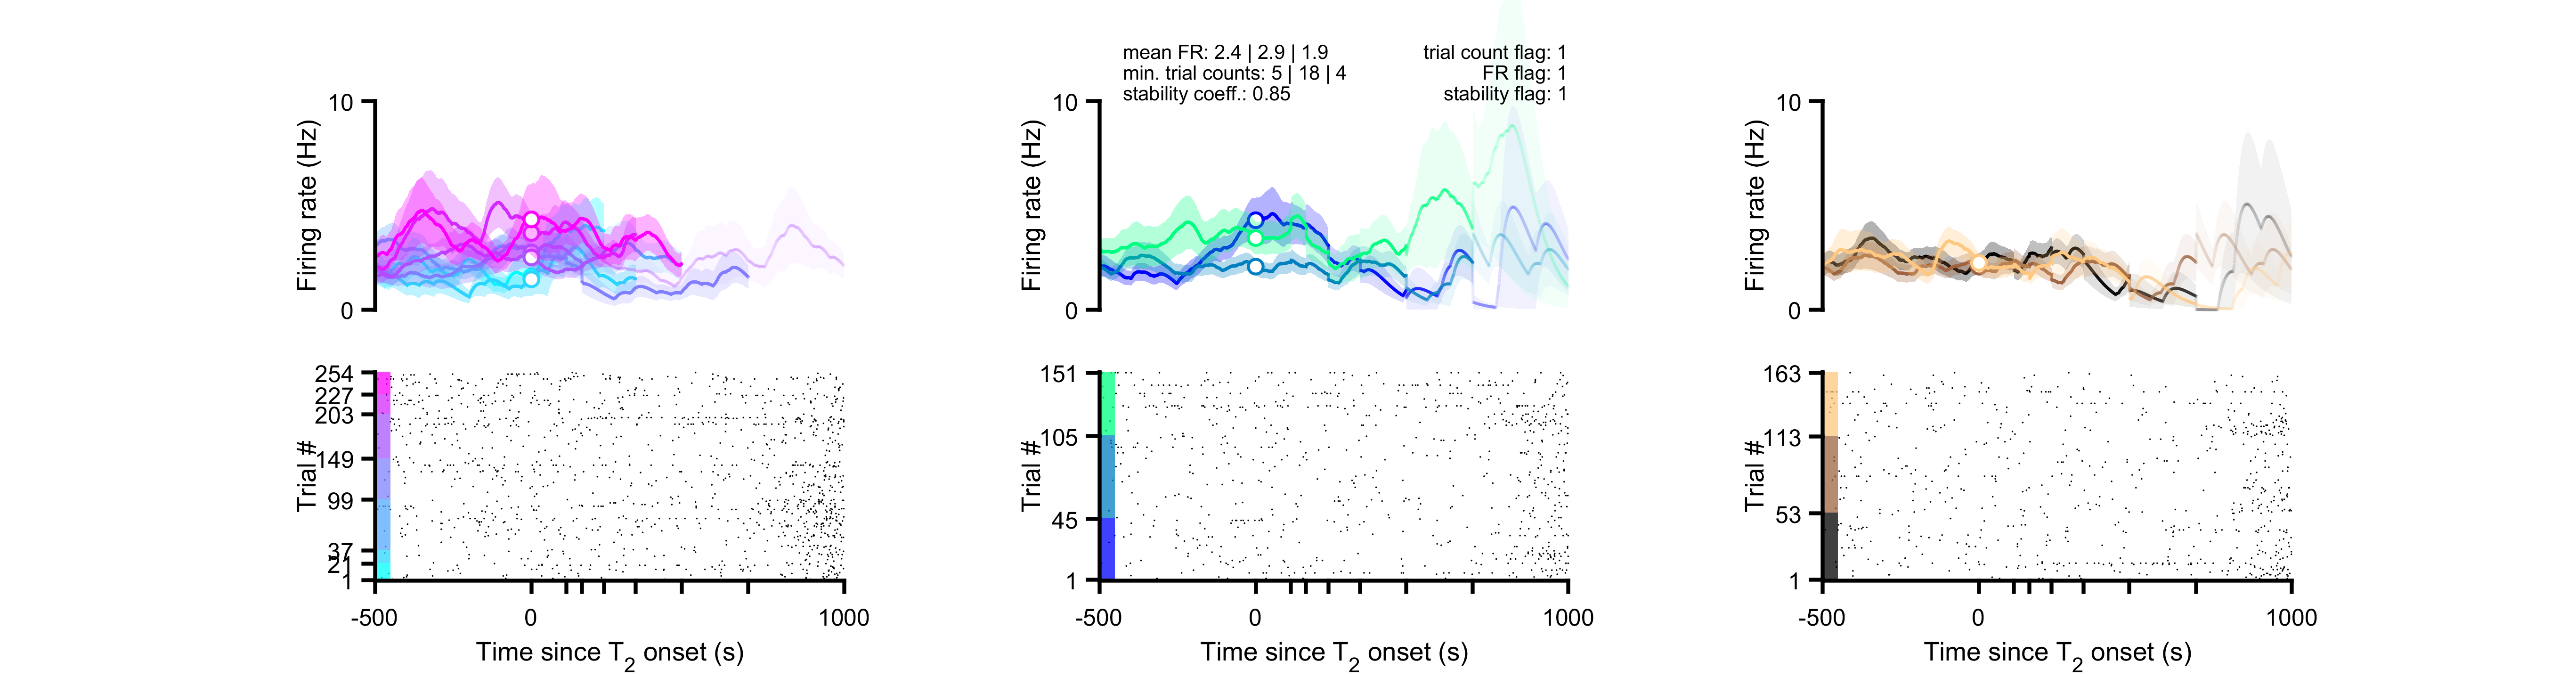 mean FR: 2.4 | 2.9 | 1.9
min. trial counts: 5 | 18 | 4
stability coeff.: 0.85
trial count flag: 1
FR flag: 1
stability flag: 1
Firing rate (Hz)
10
0
Firing rate (Hz)
10
0
Firing rate (Hz)
10
0
Trial #
254
227
203
149
99
37
21
1
-500
0
1000
Time since T2 onset (s)
Trial #
151
105
45
1
-500
0
1000
Time since T2 onset (s)
Trial #
163
113
53
1
-500
0
1000
Time since T2 onset (s)